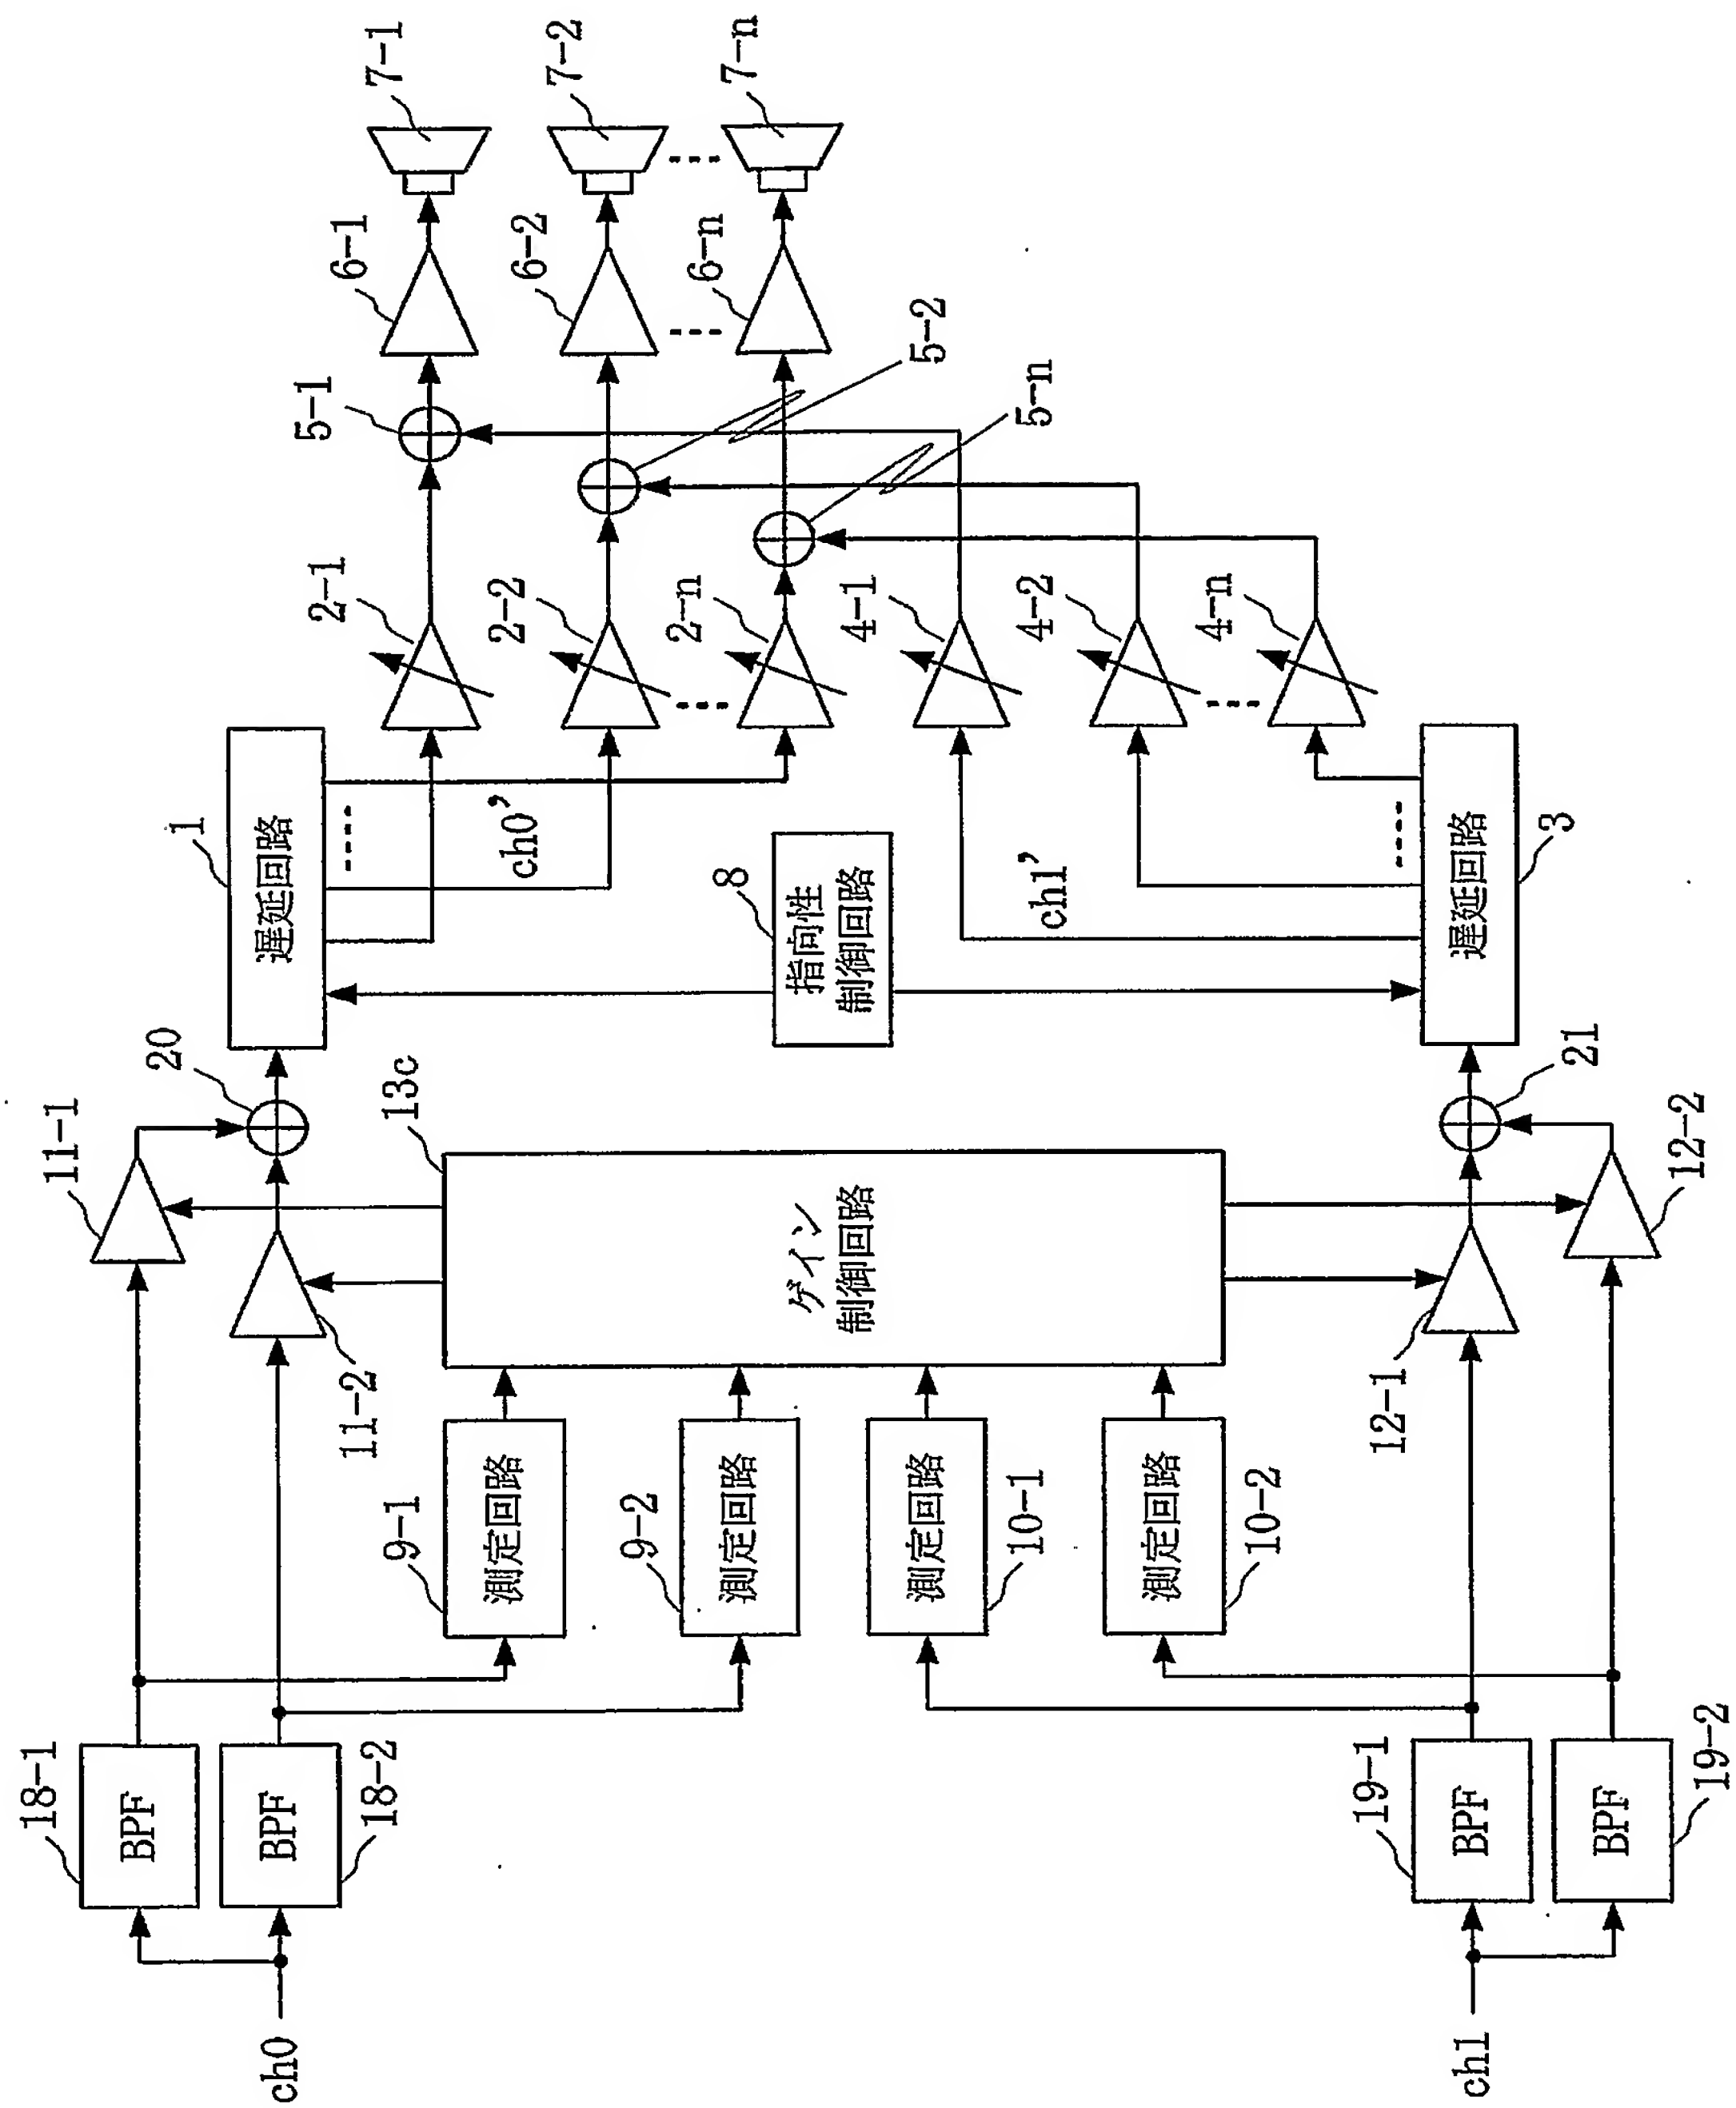 ch0
18-1
BPF
BPF
18-2
9-1
測定回路
9-2
測定回路
測定回路
10-1
測定回路
10-2
ch1
19-1
BPF
BPF
19-2
11-1
11-2
ゲイン
制御回路
13c
12-1
12-2
20
21
1
遅延回路
ch0'
8
指向性
制御回路
ch1'
遅延回路
3
2-1
2-2
2-n
4-1
4-2
4-n
5-1
5-2
5-n
6-1
6-2
6-n
7-1
7-2
7-n